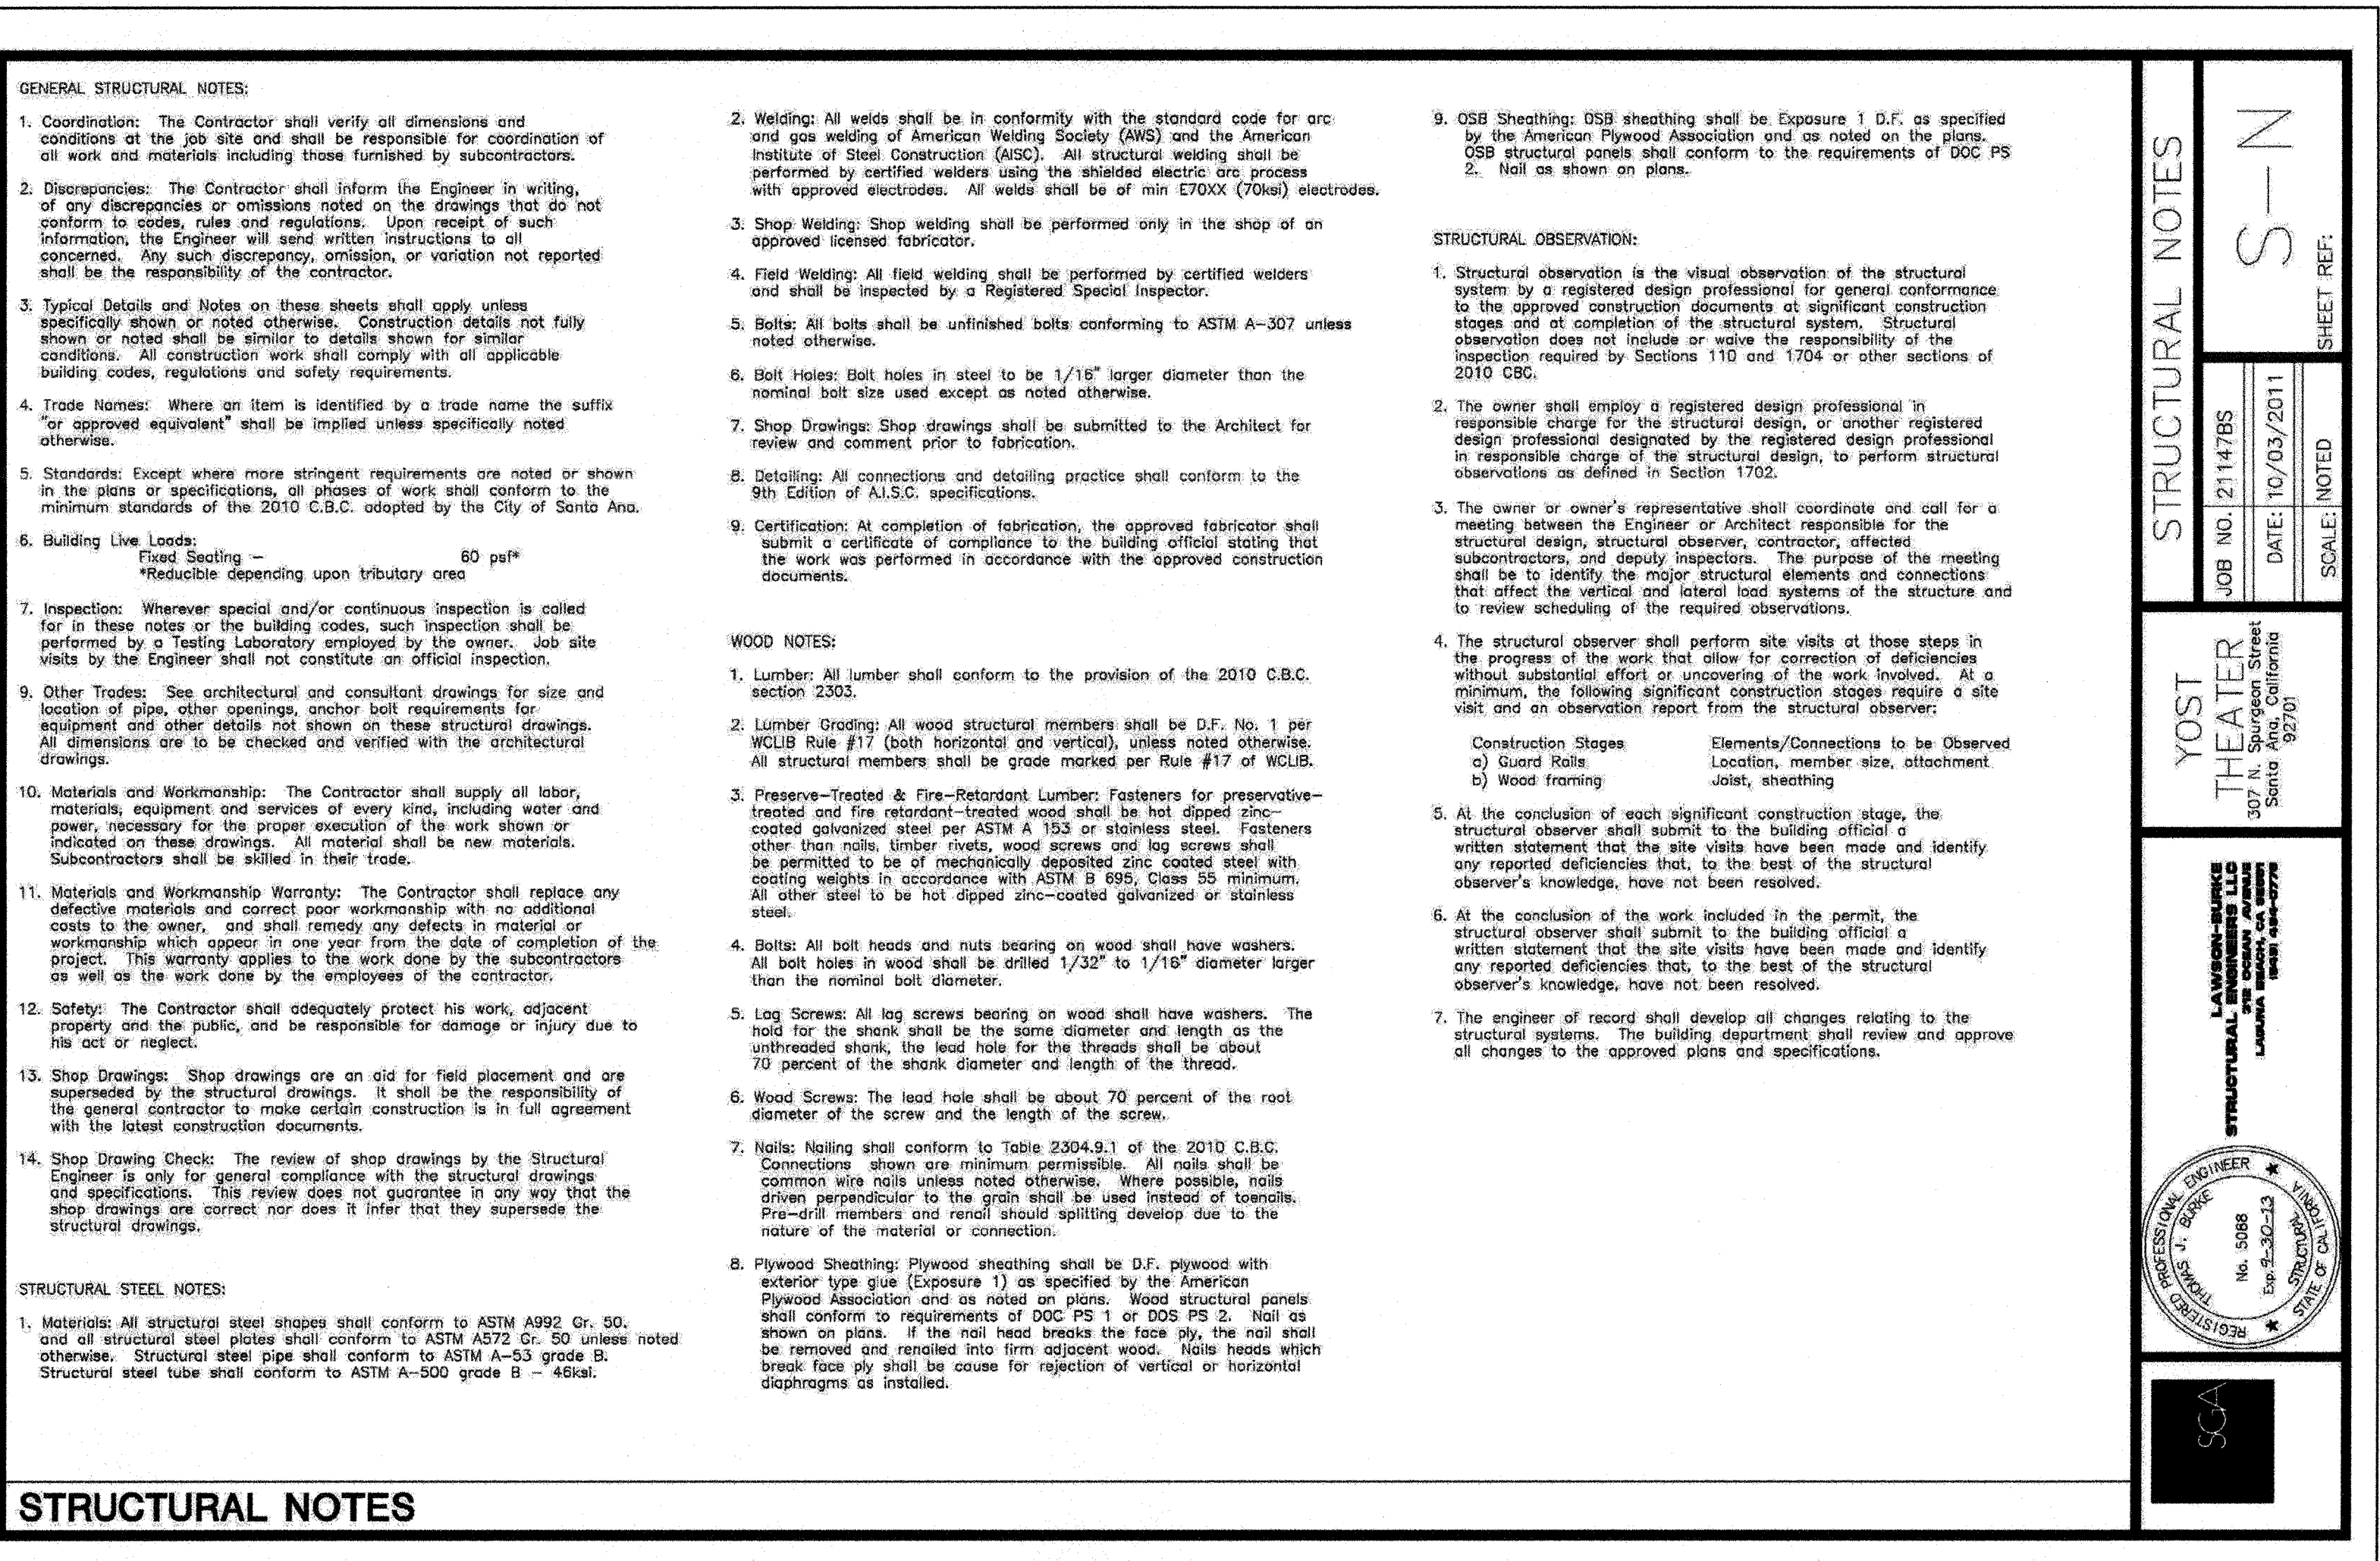 GENERAL STRUCTURAL NOTES:
1. Coordination: The Contractor shall verify all dimensions and
conditions at the job site and shall be responsible for coordination of
all work and materials including those furnished by subcontractors.
2. Discrepancies: The Contractor shall inform the Engineer in writing,
of any discrepancies or omissions noted on the drawings that do not
conform to codes, rules and regulations. Upon receipt of such
information, the Engineer will send written instructions to all
concerned. Any such discrepancy, omission, or variation not reported
shall be the responsibility of the contractor.
3. Typical Details and Notes on these sheets shall apply unless
specifically shown or noted otherwise. Construction details not fully
shown or noted shall be similar to details shown for similar
conditions. All construction work shall comply with all applicable
building codes, regulations and safety requirements.
4. Trade Names: Where an item is identified by a trade name the suffix
"or approved equivalent" shall be implied unless specifically noted
otherwise.
5. Standards: Except where more stringent requirements are noted or shown
in the plans or specifications, all phases of work shall conform to the
minimum standards of the 2010 C.B.C. adopted by the City of Santa Ana.
6. Building Live Loads:
Fixed Seating – 60 psf*
*Reducible depending upon tributary area
7. Inspection: Wherever special and/or continuous inspection is called
for in these notes or the building codes, such inspection shall be
performed by a Testing Laboratory employed by the owner. Job site
visits by the Engineer shall not constitute an official inspection.
9. Other Trades: See architectural and consultant drawings for size and
location of pipe, other openings, anchor bolt requirements for
equipment and other details not shown on these structural drawings.
All dimensions are to be checked and verified with the architectural
drawings.
10. Materials and Workmanship: The Contractor shall supply all labor,
materials, equipment and services of every kind, including water and
power, necessary for the proper execution of the work shown or
indicated on these drawings. All material shall be new materials.
Subcontractors shall be skilled in their trade.
11. Materials and Workmanship Warranty: The Contractor shall replace any
defective materials and correct poor workmanship with no additional
costs to the owner, and shall remedy any defects in material or
workmanship which appear in one year from the date of completion of the
project. This warranty applies to the work done by the subcontractors
as well as the work done by the employees of the contractor.
12. Safety: The Contractor shall adequately protect his work, adjacent
property and the public, and be responsible for damage or injury due to
his act or neglect.
13. Shop Drawings: Shop drawings are an aid for field placement and are
superseded by the structural drawings. It shall be the responsibility of
the general contractor to make certain construction is in full agreement
with the latest construction documents.
14. Shop Drawing Check: The review of shop drawings by the Structural
Engineer is only for general compliance with the structural drawings
and specifications. This review does not guarantee in any way that the
shop drawings are correct nor does it infer that they supersede the
structural drawings.
STRUCTURAL STEEL NOTES:
1. Materials: All structural steel shapes shall conform to ASTM A992 Gr. 50.
and all structural steel plates shall conform to ASTM A572 Gr. 50 unless noted
otherwise. Structural steel pipe shall conform to ASTM A–53 grade B.
Structural steel tube shall conform to ASTM A–500 grade B – 46ksi.
2. Welding: All welds shall be in conformity with the standard code for arc
and gas welding of American Welding Society (AWS) and the American
Institute of Steel Construction (AISC). All structural welding shall be
performed by certified welders using the shielded electric arc process
with approved electrodes. All welds shall be of min E70XX (70ksi) electrodes.
3. Shop Welding: Shop welding shall be performed only in the shop of an
approved licensed fabricator.
4. Field Welding: All field welding shall be performed by certified welders
and shall be inspected by a Registered Special Inspector.
5. Bolts: All bolts shall be unfinished bolts conforming to ASTM A–307 unless
noted otherwise.
6. Bolt Holes: Bolt holes in steel to be 1/16" larger diameter than the
nominal bolt size used except as noted otherwise.
7. Shop Drawings: Shop drawings shall be submitted to the Architect for
review and comment prior to fabrication.
8. Detailing: All connections and detailing practice shall conform to the
9th Edition of A.I.S.C. specifications.
9. Certification: At completion of fabrication, the approved fabricator shall
submit a certificate of compliance to the building official stating that
the work was performed in accordance with the approved construction
documents.
WOOD NOTES:
1. Lumber: All lumber shall conform to the provision of the 2010 C.B.C.
section 2303.
2. Lumber Grading: All wood structural members shall be D.F. No. 1 per
WCLIB Rule #17 (both horizontal and vertical), unless noted otherwise.
All structural members shall be grade marked per Rule #17 of WCLIB.
3. Preserve–Treated & Fire–Retardant Lumber: Fasteners for preservative–
treated and fire retardant–treated wood shall be hot dipped zinc–
coated galvanized steel per ASTM A 153 or stainless steel. Fasteners
other than nails, timber rivets, wood screws and lag screws shall
be permitted to be of mechanically deposited zinc coated steel with
coating weights in accordance with ASTM B 695, Class 55 minimum.
All other steel to be hot dipped zinc–coated galvanized or stainless
steel.
4. Bolts: All bolt heads and nuts bearing on wood shall have washers.
All bolt holes in wood shall be drilled 1/32" to 1/16" diameter larger
than the nominal bolt diameter.
5. Lag Screws: All lag screws bearing on wood shall have washers. The
hold for the shank shall be the same diameter and length as the
unthreaded shank, the lead hole for the threads shall be about
70 percent of the shank diameter and length of the thread.
6. Wood Screws: The lead hole shall be about 70 percent of the root
diameter of the screw and the length of the screw.
7. Nails: Nailing shall conform to Table 2304.9.1 of the 2010 C.B.C.
Connections shown are minimum permissible. All nails shall be
common wire nails unless noted otherwise. Where possible, nails
driven perpendicular to the grain shall be used instead of toenails.
Pre–drill members and renail should splitting develop due to the
nature of the material or connection.
8. Plywood Sheathing: Plywood sheathing shall be D.F. plywood with
exterior type glue (Exposure 1) as specified by the American
Plywood Association and as noted on plans. Wood structural panels
shall conform to requirements of DOC PS 1 or DOS PS 2. Nail as
shown on plans. If the nail head breaks the face ply, the nail shall
be removed and renailed into firm adjacent wood. Nails heads which
break face ply shall be cause for rejection of vertical or horizontal
diaphragms as installed.
9. OSB Sheathing: OSB sheathing shall be Exposure 1 D.F. as specified
by the American Plywood Association and as noted on the plans.
OSB structural panels shall conform to the requirements of DOC PS
2. Nail as shown on plans.
STRUCTURAL OBSERVATION:
1. Structural observation is the visual observation of the structural
system by a registered design professional for general conformance
to the approved construction documents at significant construction
stages and at completion of the structural system. Structural
observation does not include or waive the responsibility of the
inspection required by Sections 110 and 1704 or other sections of
2010 CBC.
2. The owner shall employ a registered design professional in
responsible charge for the structural design, or another registered
design professional designated by the registered design professional
in responsible charge of the structural design, to perform structural
observations as defined in Section 1702.
3. The owner or owner's representative shall coordinate and call for a
meeting between the Engineer or Architect responsible for the
structural design, structural observer, contractor, affected
subcontractors, and deputy inspectors. The purpose of the meeting
shall be to identify the major structural elements and connections
that affect the vertical and lateral load systems of the structure and
to review scheduling of the required observations.
4. The structural observer shall perform site visits at those steps in
the progress of the work that allow for correction of deficiencies
without substantial effort or uncovering of the work involved. At a
minimum, the following significant construction stages require a site
visit and an observation report from the structural observer:
Construction Stages Elements/Connections to be Observed
a) Guard Rails Location, member size, attachment
b) Wood framing Joist, sheathing
5. At the conclusion of each significant construction stage, the
structural observer shall submit to the building official a
written statement that the site visits have been made and identify
any reported deficiencies that, to the best of the structural
observer's knowledge, have not been resolved.
6. At the conclusion of the work included in the permit, the
structural observer shall submit to the building official a
written statement that the site visits have been made and identify
any reported deficiencies that, to the best of the structural
observer's knowledge, have not been resolved.
7. The engineer of record shall develop all changes relating to the
structural systems. The building department shall review and approve
all changes to the approved plans and specifications.
STRUCTURAL NOTES
STRUCTURAL NOTES
S–N
SHEET REF:
JOB NO. 21147BS
DATE: 10/03/2011
SCALE: NOTED
YOST
THEATER
307 N. Spurgeon Street
Santa Ana, California
92701
LAWSON-BURKE
STRUCTURAL ENGINEERS LLC
312 OCEAN AVENUE
LAGUNA BEACH, CA 92651
REGISTERED PROFESSIONAL ENGINEER
THOMAS J. BURKE
No. 5088
Exp. 9-30-13
STRUCTURAL
STATE OF CALIFORNIA
SGA